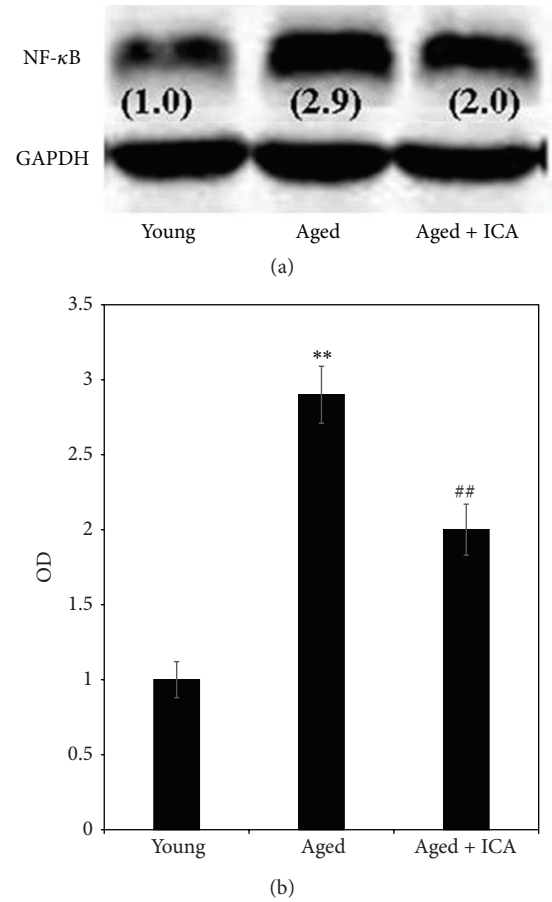 NF-κB
(1.0) (2.9) (2.0)
GAPDH
Young Aged Aged + ICA
(a)
3.5
3
2.5
2
1.5
1
0.5
0
OD
**
##
Young Aged Aged + ICA
(b)